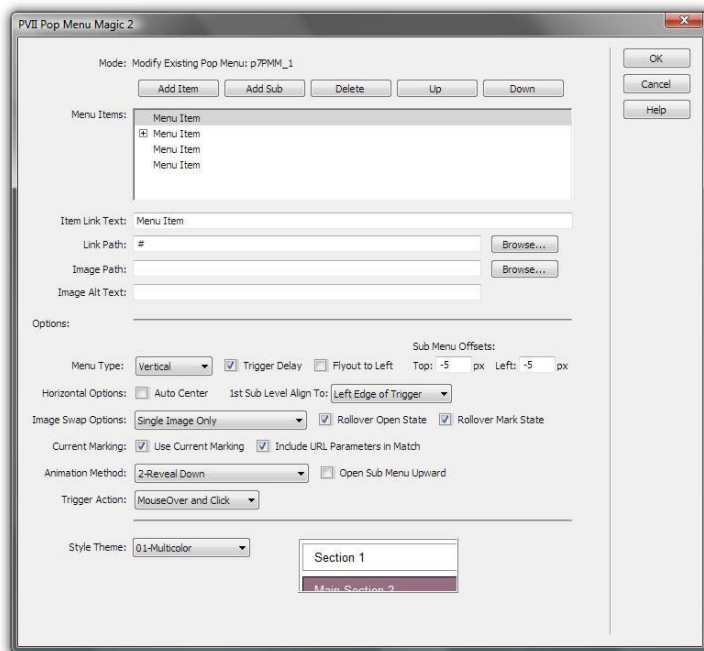 PVII Pop Menu Magic 2
Mode: Modify Existing Pop Menu: p7PMM_1
OK
Add Item Add Sub Delete Up Down
Cancel
Menu Items: Menu Item
Help
Menu Item
Menu Item
Menu Item
Item Link Text: Menu Item
Link Path: # Browse...
Image Path: Browse...
Image Alt Text:
Options:
Sub Menu Offsets:
Menu Type: Vertical Trigger Delay Flyout to Left Top: -5 px Left: -5 px
Horizontal Options: Auto Center 1st Sub Level Align To: Left Edge of Trigger
Image Swap Options: Single Image Only Rollover Open State Rollover Mark State
Current Marking: Use Current Marking Include URL Parameters in Match
Animation Method: 2-Reveal Down Open Sub Menu Upward
Trigger Action: MouseOver and Click
Style Theme: 01-Multicolor
Section 1
Main Section 2